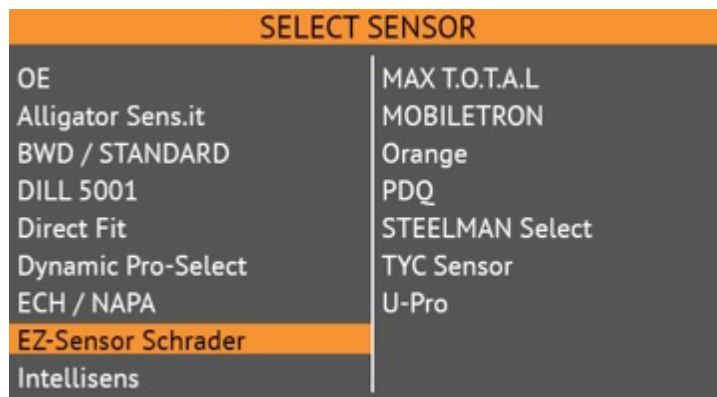 SELECT SENSOR
OE
Alligator Sens.it
BWD / STANDARD
DILL 5001
Direct Fit
Dynamic Pro-Select
ECH / NAPA
EZ-Sensor Schrader
Intellisens
MAX T.O.T.A.L
MOBILETRON
Orange
PDQ
STEELMAN Select
TYC Sensor
U-Pro